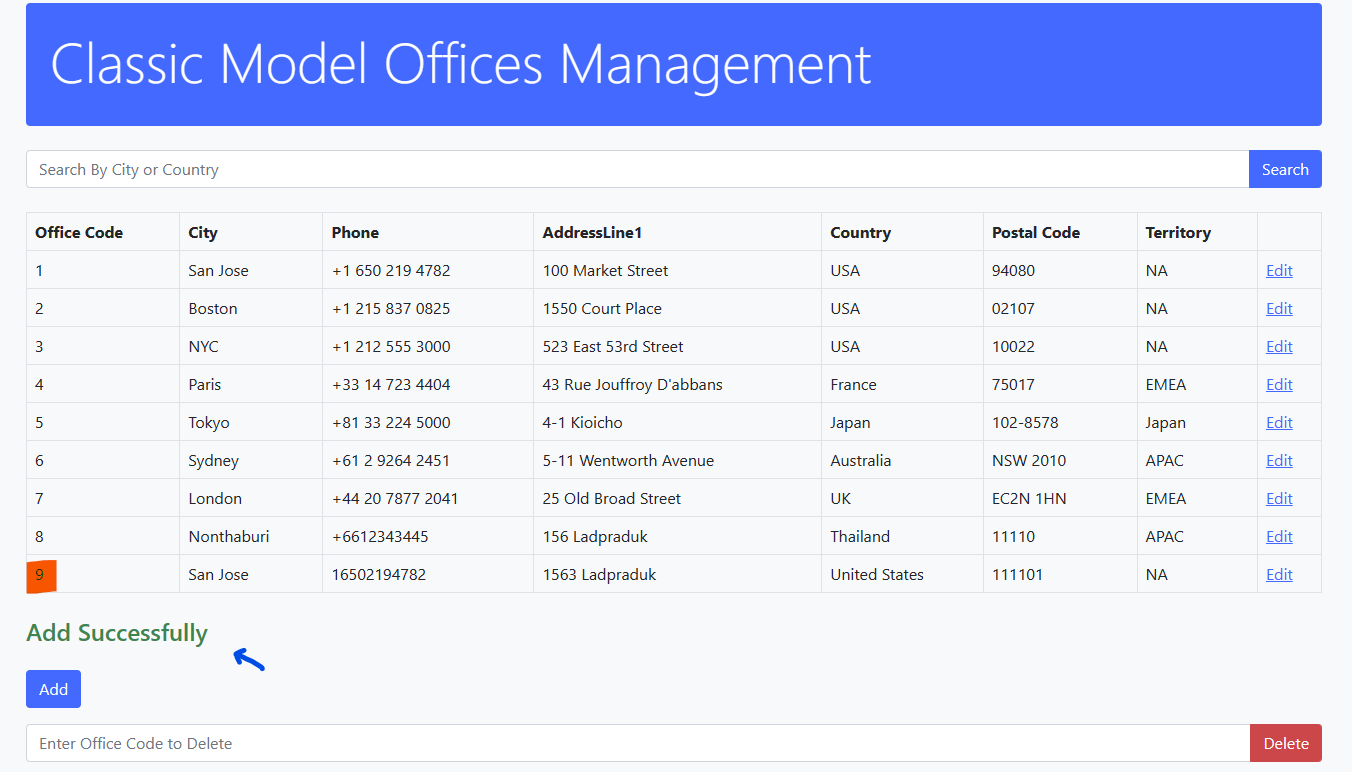 Classic Model Offices Management
Search By City or Country Search
Office Code City Phone AddressLine1 Country Postal Code Territory
1 San Jose +1 650 219 4782 100 Market Street USA 94080 NA Edit
2 Boston +1 215 837 0825 1550 Court Place USA 02107 NA Edit
3 NYC +1 212 555 3000 523 East 53rd Street USA 10022 NA Edit
4 Paris +33 14 723 4404 43 Rue Jouffroy D'abbans France 75017 EMEA Edit
5 Tokyo +81 33 224 5000 4-1 Kioicho Japan 102-8578 Japan Edit
6 Sydney +61 2 9264 2451 5-11 Wentworth Avenue Australia NSW 2010 APAC Edit
7 London +44 20 7877 2041 25 Old Broad Street UK EC2N 1HN EMEA Edit
8 Nonthaburi +6612343445 156 Ladpraduk Thailand 11110 APAC Edit
9 San Jose 16502194782 1563 Ladpraduk United States 111101 NA Edit
Add Successfully
Add
Enter Office Code to Delete Delete